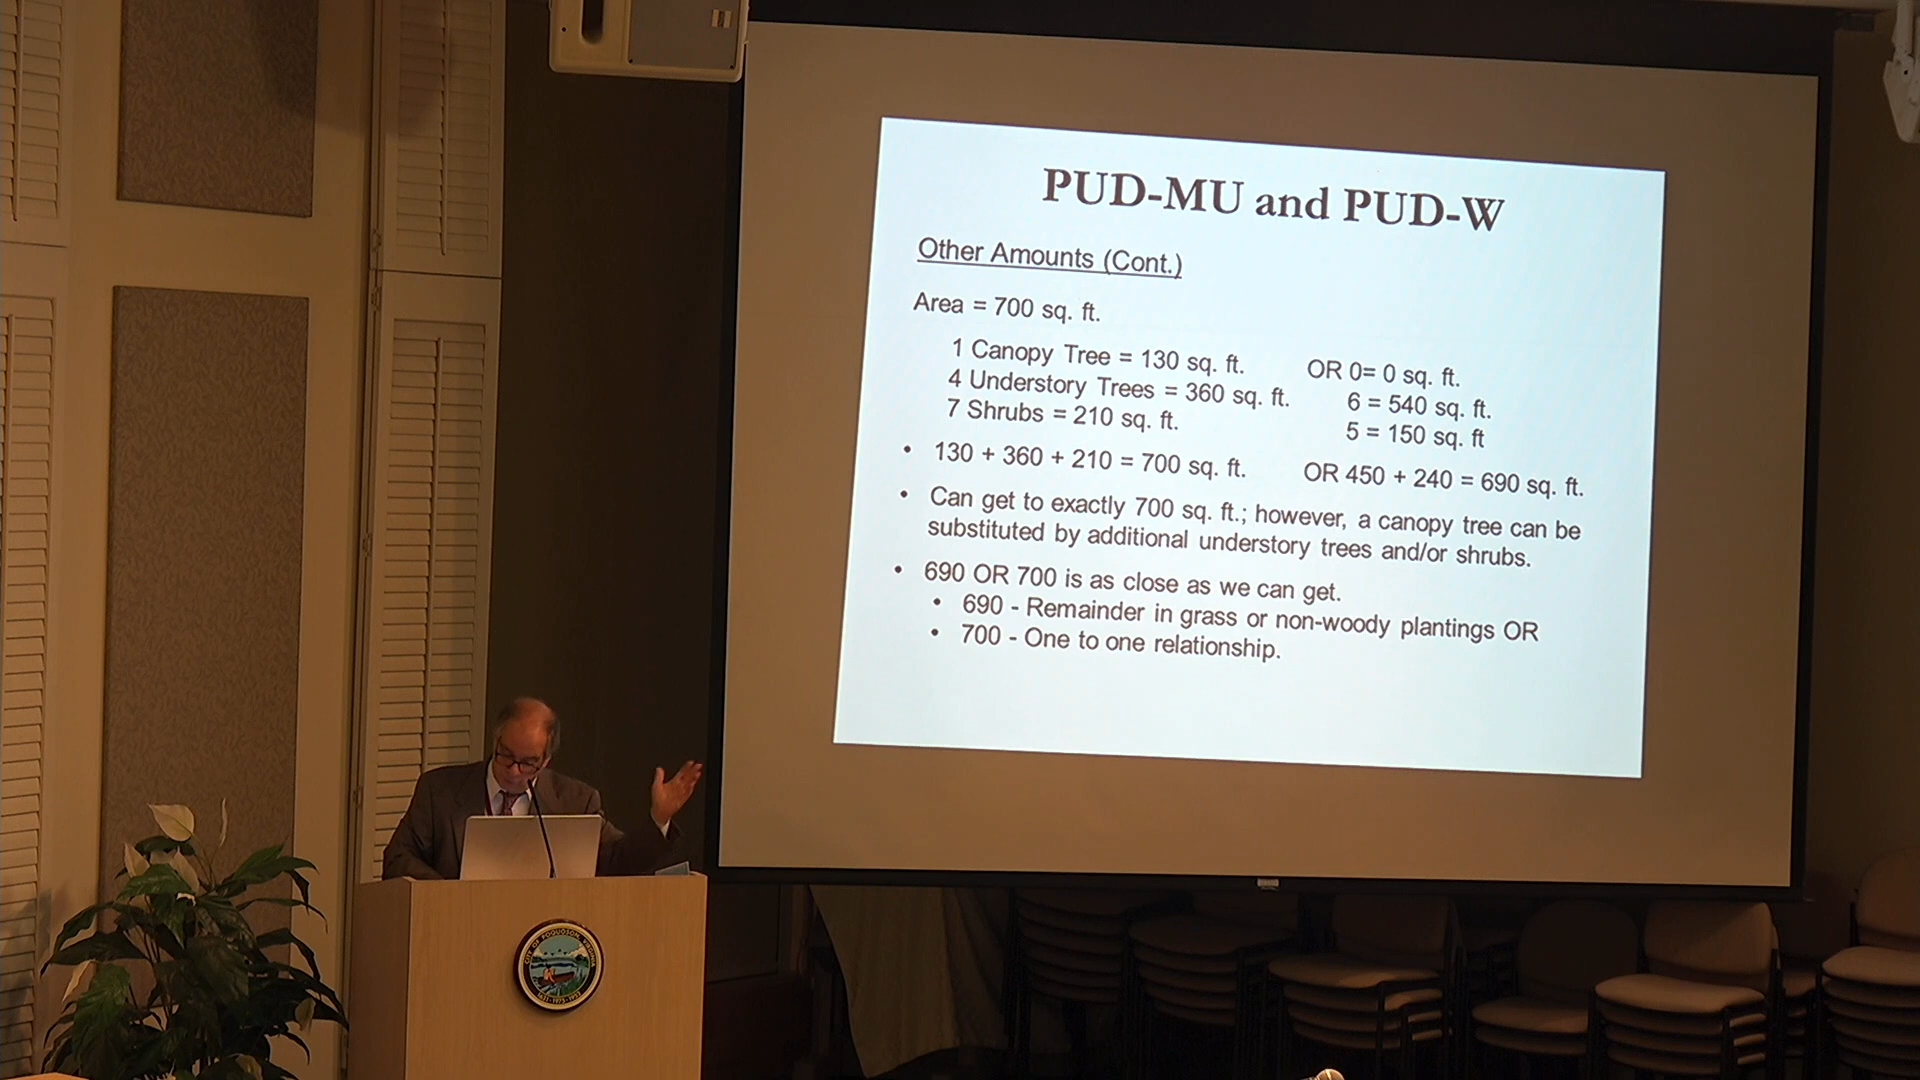 PUD-MU and PUD-W
Other Amounts (Cont.)
Area = 700 sq. ft.
1 Canopy Tree = 130 sq. ft. OR 0= 0 sq. ft.
4 Understory Trees = 360 sq. ft. 6 = 540 sq. ft.
7 Shrubs = 210 sq. ft. 5 = 150 sq. ft
• 130 + 360 + 210 = 700 sq. ft. OR 450 + 240 = 690 sq. ft.
• Can get to exactly 700 sq. ft.; however, a canopy tree can be
substituted by additional understory trees and/or shrubs.
• 690 OR 700 is as close as we can get.
• 690 - Remainder in grass or non-woody plantings OR
• 700 - One to one relationship.
CITY OF POQUOSON, VIRGINIA